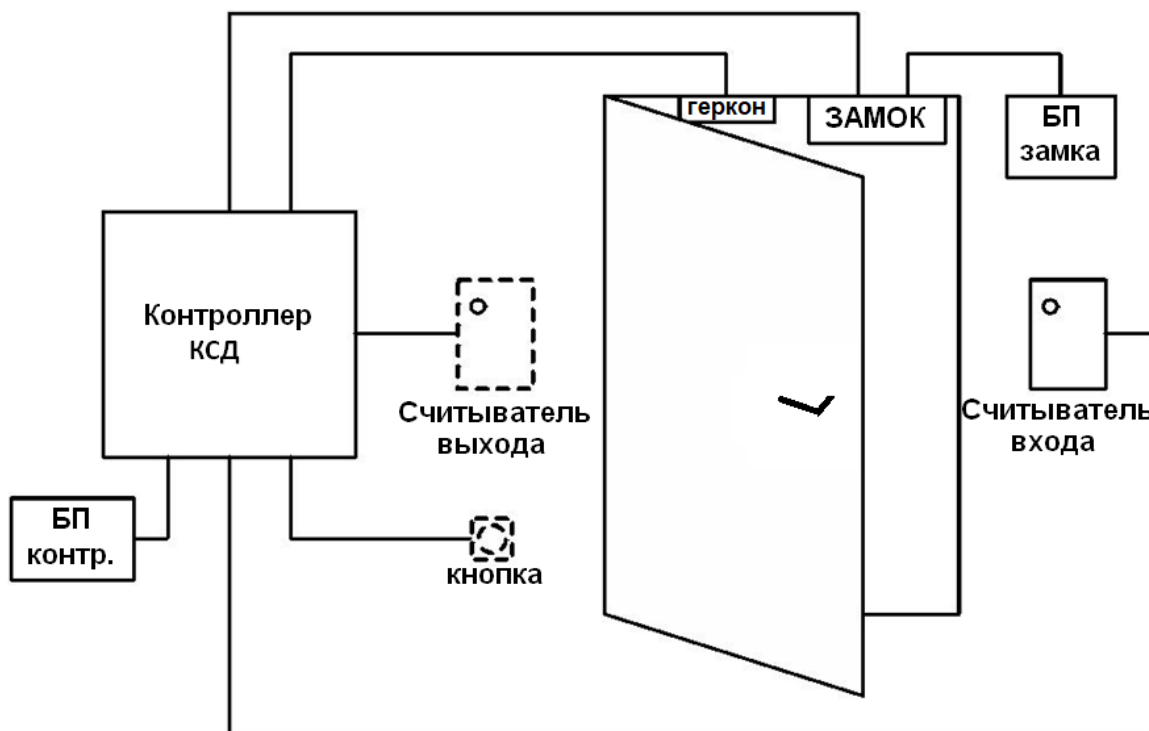 геркон
ЗАМОК
БП
замка
Контроллер
КСД
Считыватель
выхода
Считыватель
входа
БП
контр.
кнопка